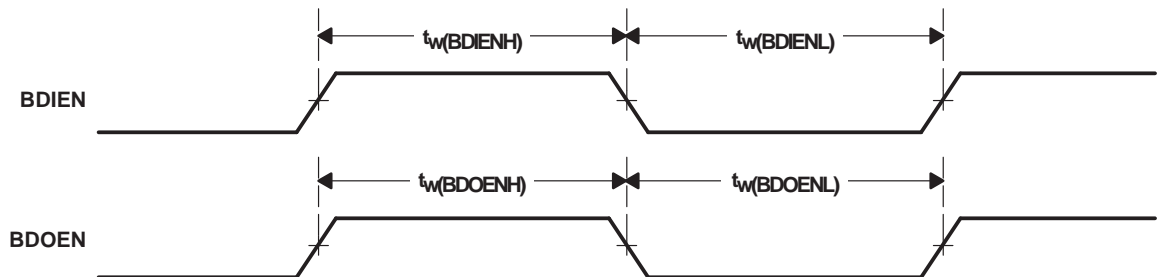 tw(BDIENH) tw(BDIENL)
BDIEN
tw(BDOENH) tw(BDOENL)
BDOEN